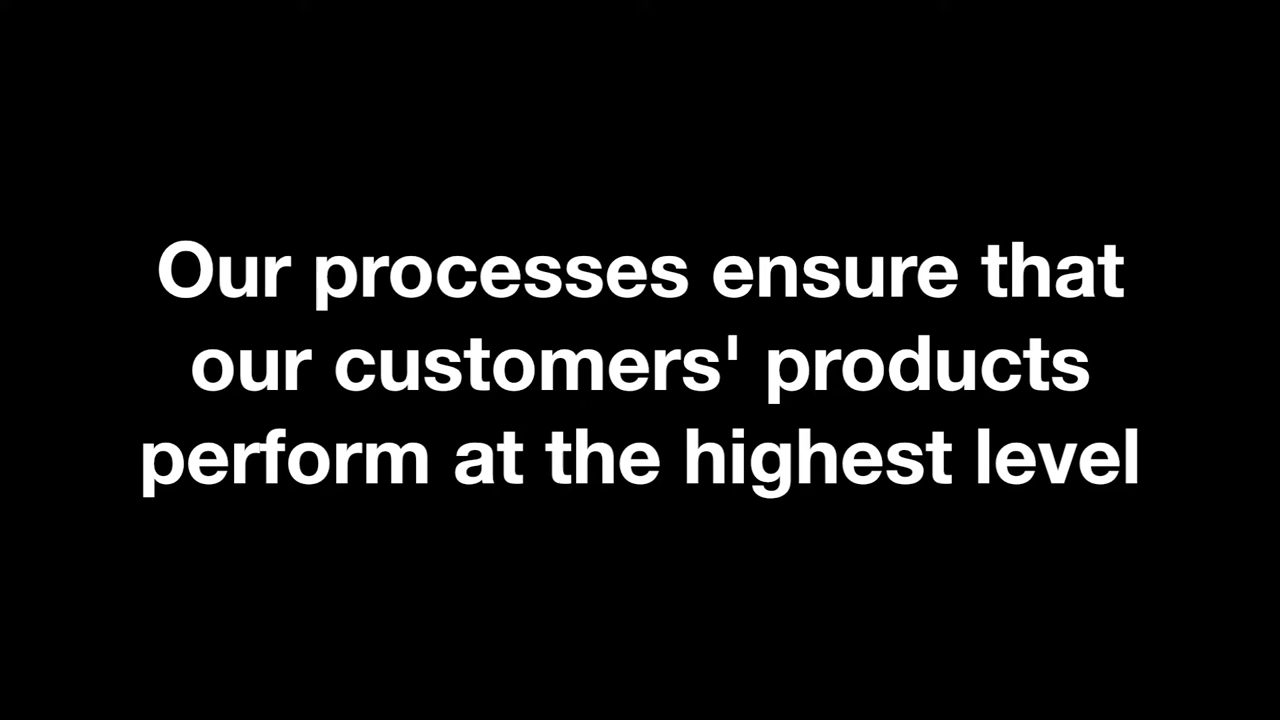 Our processes ensure that
our customers' products
perform at the highest level